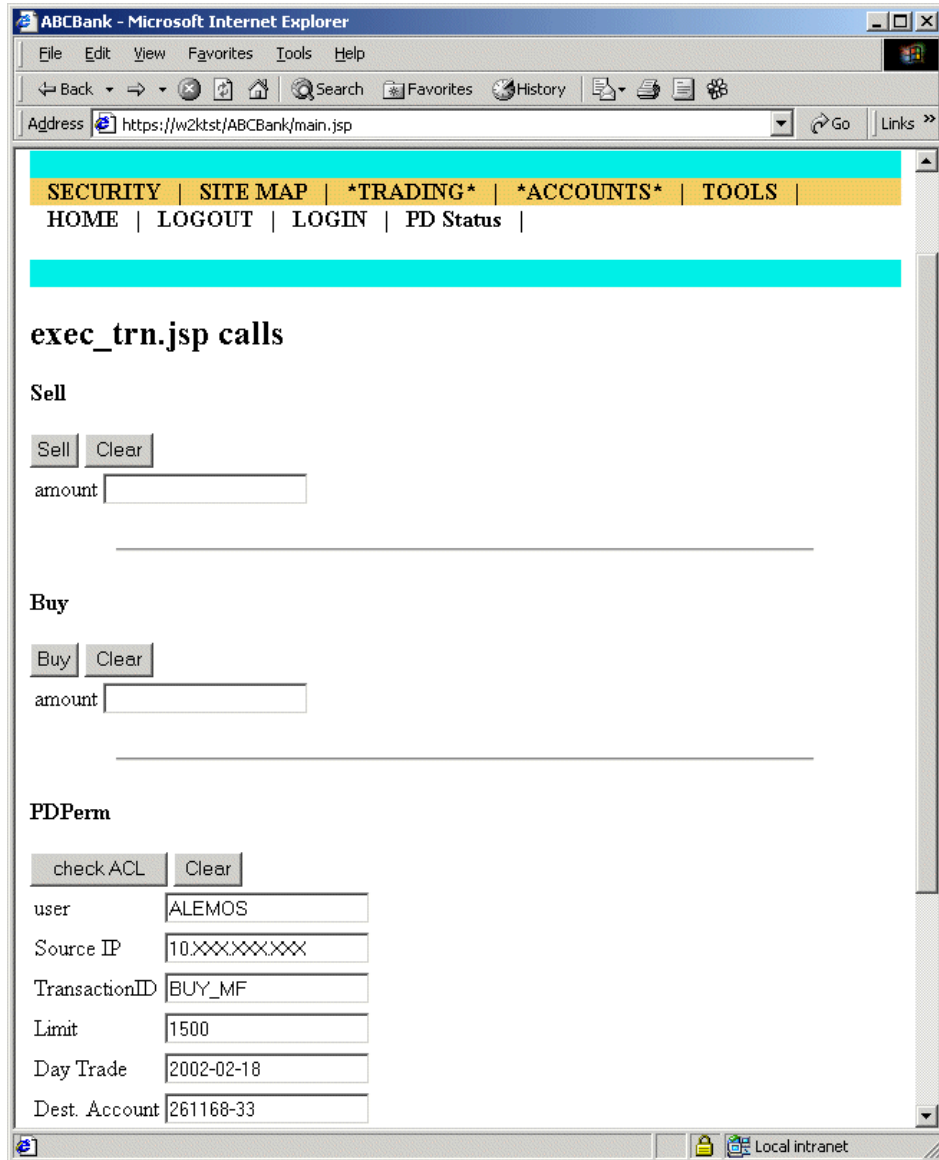 ABCBank - Microsoft Internet Explorer
File Edit View Favorites Tools Help
Back Search Favorites History
Address https://w2ktst/ABCBank/main.jsp Go Links »
SECURITY | SITE MAP | *TRADING* | *ACCOUNTS* | TOOLS |
HOME | LOGOUT | LOGIN | PD Status |
exec_trn.jsp calls
Sell
Sell Clear
amount
Buy
Buy Clear
amount
PDPerm
check ACL Clear
user ALEMOS
Source IP 10.XXX.XXX.XXX
TransactionID BUY_MF
Limit 1500
Day Trade 2002-02-18
Dest. Account 261168-33
Local intranet